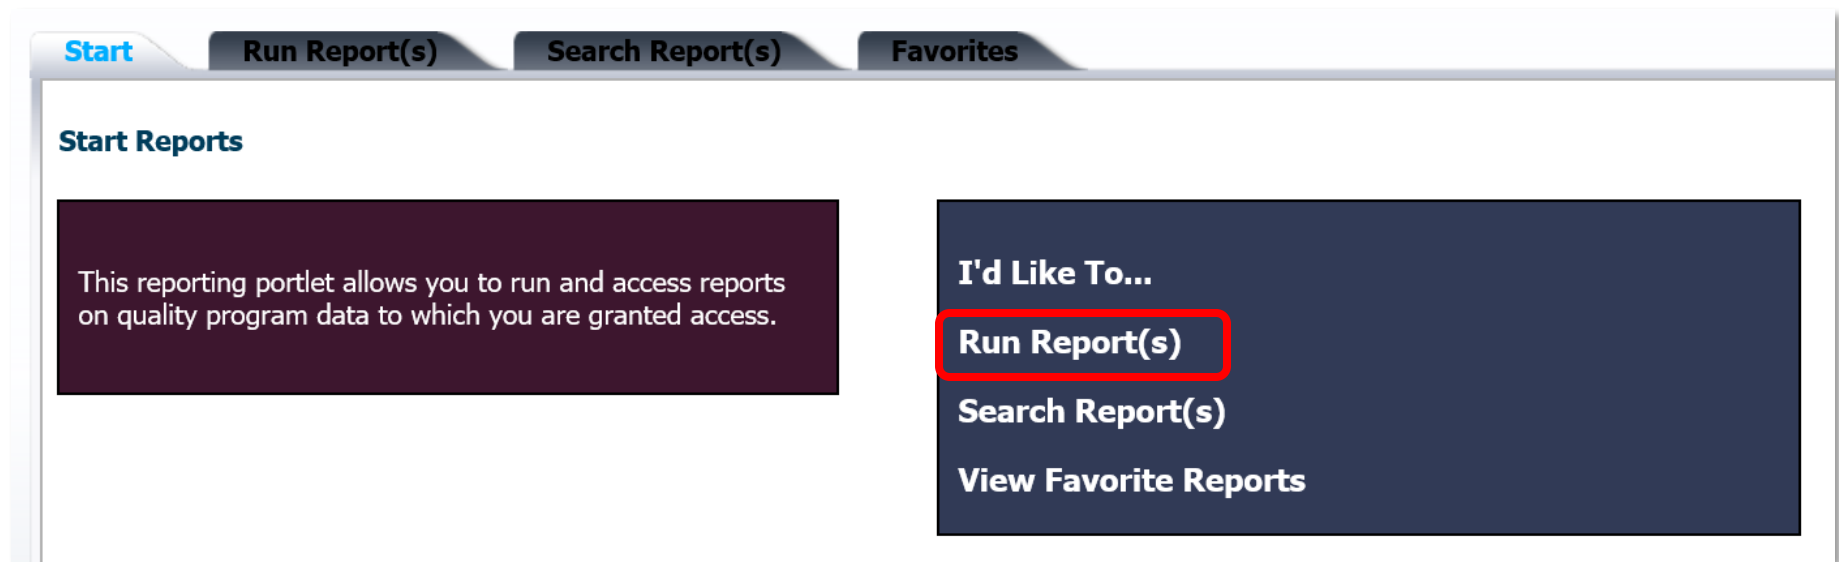 Start Run Report(s) Search Report(s) Favorites
Start Reports
This reporting portlet allows you to run and access reports
on quality program data to which you are granted access.
I'd Like To...
Run Report(s)
Search Report(s)
View Favorite Reports